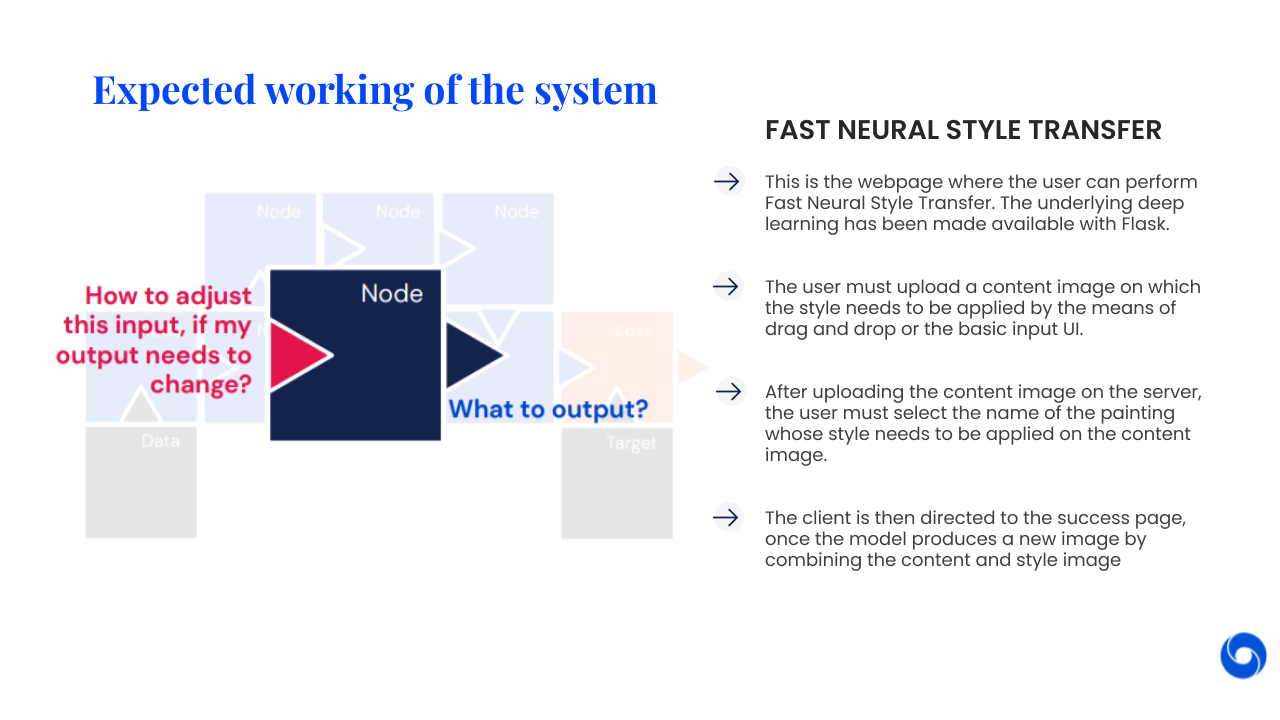 Expected working of the system
Node
Node
Node
Node
How to adjust
this input, if my
output needs to
change?
Loss
What to output?
Data
Target
FAST NEURAL STYLE TRANSFER
This is the webpage where the user can perform
Fast Neural Style Transfer. The underlying deep
learning has been made available with Flask.
The user must upload a content image on which
the style needs to be applied by the means of
drag and drop or the basic input UI.
After uploading the content image on the server,
the user must select the name of the painting
whose style needs to be applied on the content
image.
The client is then directed to the success page,
once the model produces a new image by
combining the content and style image